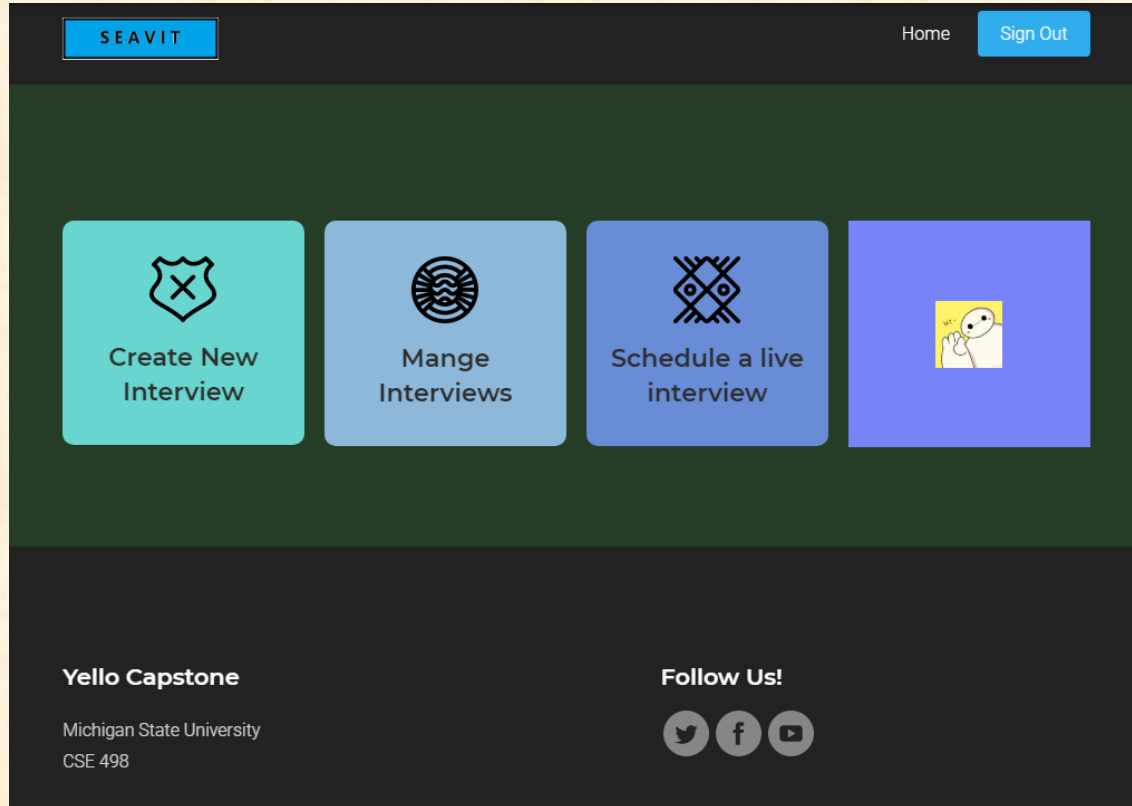 SEAVIT
Home
Sign Out
Create New
Interview
Mange
Interviews
Schedule a live
interview
HI~
Yello Capstone
Michigan State University
CSE 498
Follow Us!